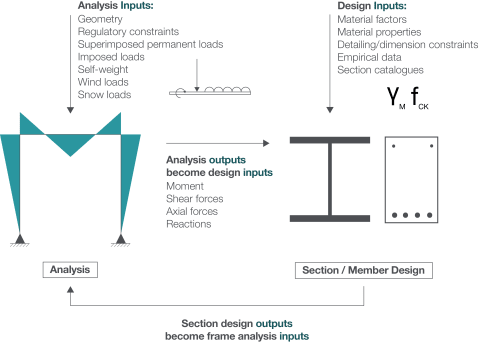 Analysis Inputs:
Geometry
Regulatory constraints
Superimposed permanent loads
Imposed loads
Self-weight
Wind loads
Snow loads
Design Inputs:
Material factors
Material properties
Detailing/dimension constraints
Empirical data
Section catalogues
γM fCK
Analysis outputs
become design inputs
Moment
Shear forces
Axial forces
Reactions
Analysis
Section / Member Design
Section design outputs
become frame analysis inputs